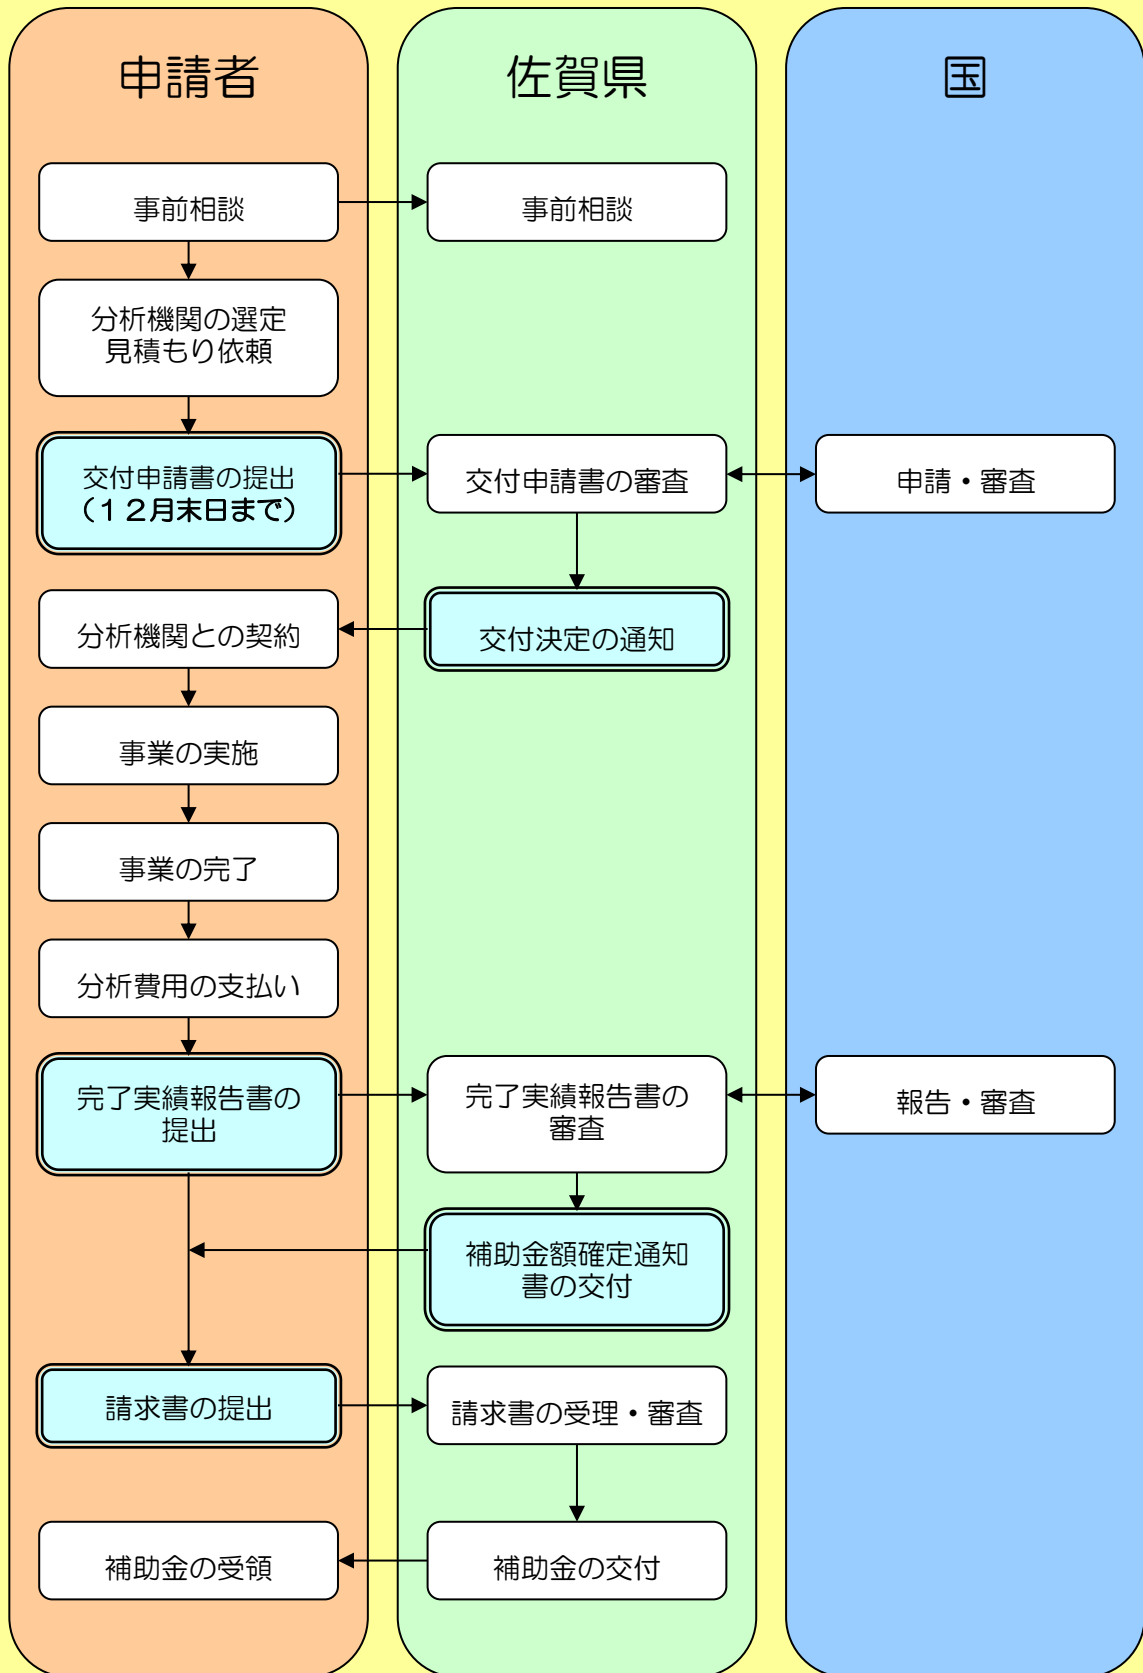 申請者
佐賀県
国
事前相談
事前相談
分析機関の選定
見積もり依頼
交付申請書の提出
（１２月末日まで）
交付申請書の審査
申請・審査
分析機関との契約
交付決定の通知
事業の実施
事業の完了
分析費用の支払い
完了実績報告書の
提出
完了実績報告書の
審査
報告・審査
補助金額確定通知
書の交付
請求書の提出
請求書の受理・審査
補助金の受領
補助金の交付